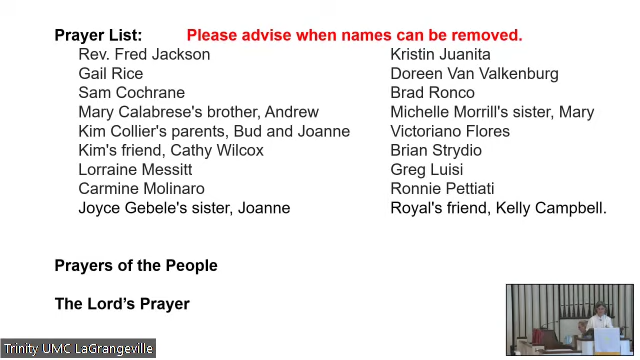 Prayer List: Please advise when names can be removed.
Rev. Fred Jackson
Gail Rice
Sam Cochrane
Mary Calabrese's brother, Andrew
Kim Collier's parents, Bud and Joanne
Kim's friend, Cathy Wilcox
Lorraine Messitt
Carmine Molinaro
Joyce Gebele's sister, Joanne
Kristin Juanita
Doreen Van Valkenburg
Brad Ronco
Michelle Morrill's sister, Mary
Victoriano Flores
Brian Strydio
Greg Luisi
Ronnie Pettiati
Royal's friend, Kelly Campbell.
Prayers of the People
The Lord’s Prayer
Trinity UMC LaGrangeville